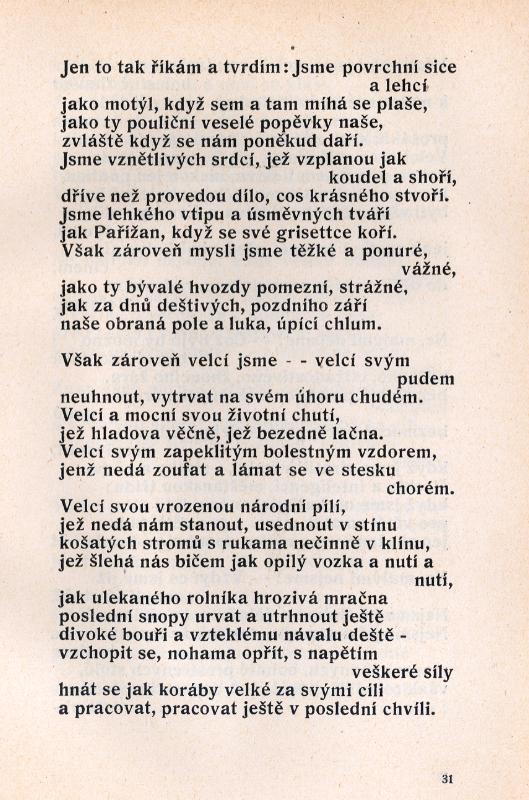 Jen to tak říkám a tvrdím: Jsme povrchní sice
a lehcí
jako motýl, když sem a tam míhá se plaše,
jako ty pouliční veselé popěvky naše,
zvláště když se nám poněkud daří.
Jsme vznětlivých srdcí, jež vzplanou jak
koudel a shoří,
dříve než provedou dílo, cos krásného stvoří.
Jsme lehkého vtipu a úsměvných tváří
jak Pařížan, když se své grisettce koří.
Však zároveň mysli jsme těžké a ponuré,
vážné,
jako ty bývalé hvozdy pomezní, strážné,
jak za dnů deštivých, pozdního září
naše obraná pole a luka, úpící chlum.
Však zároveň velcí jsme - - velcí svým
pudem
neuhnout, vytrvat na svém úhoru chudém.
Velcí a mocní svou životní chutí,
jež hladova věčně, jež bezedně lačna.
Velcí svým zapeklitým bolestným vzdorem,
jenž nedá zoufat a lámat se ve stesku
chorém.
Velcí svou vrozenou národní pílí,
jež nedá nám stanout, usednout v stínu
košatých stromů s rukama nečinně v klínu,
jež šlehá nás bičem jak opilý vozka a nutí a
nutí,
jak ulekaného rolníka hrozivá mračna
poslední snopy urvat a utrhnout ještě
divoké bouři a vzteklému návalu deště -
vzchopit se, nohama opřít, s napětím
veškeré síly
hnát se jak koráby velké za svými cíli
a pracovat, pracovat ještě v poslední chvíli.
31